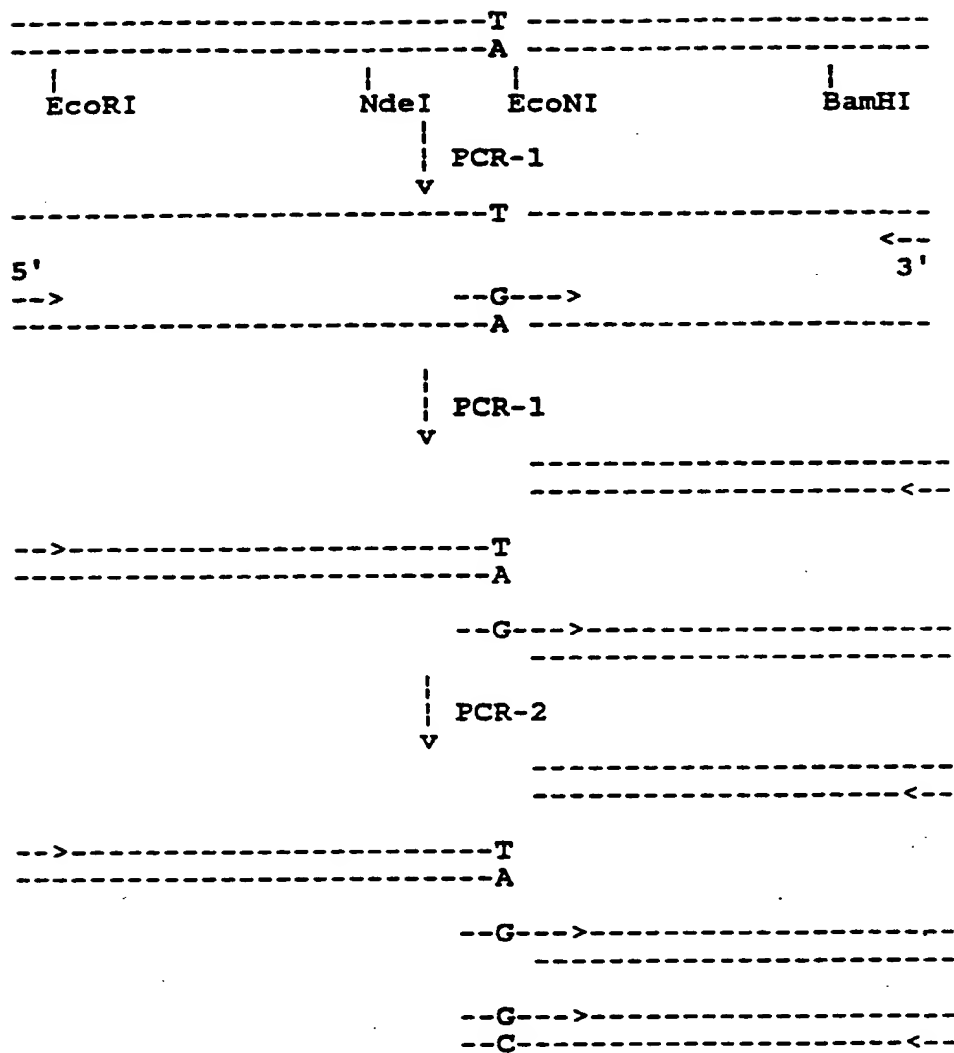 T
A
EcoRI NdeI EcoNI BamHI
PCR-1
T
5' 3'
G
A
PCR-1
T
A
G
PCR-2
T
A
G
G
C